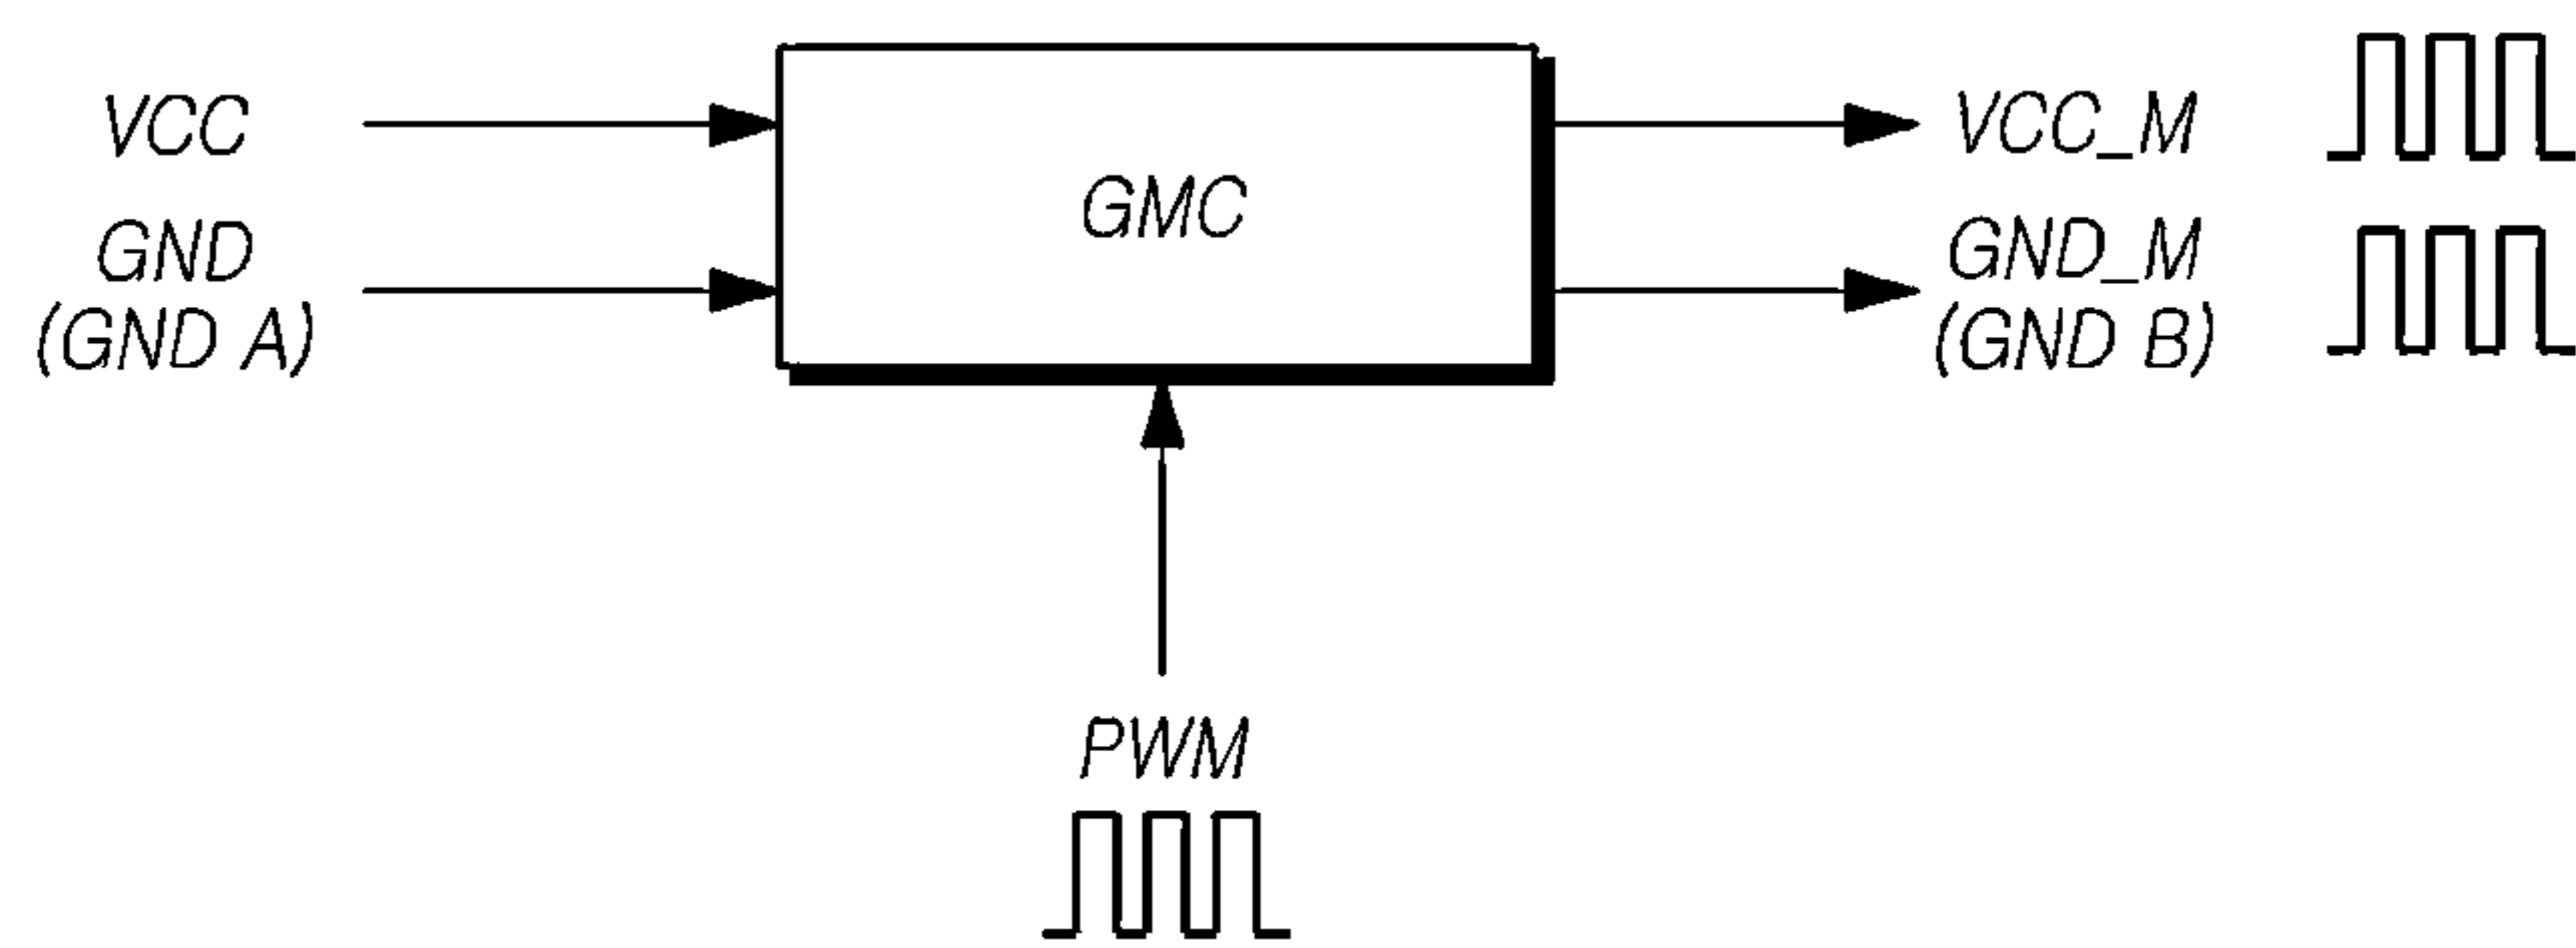 VCC
GND
(GND A)
GMC
VCC_M
GND_M
(GND B)
PWM